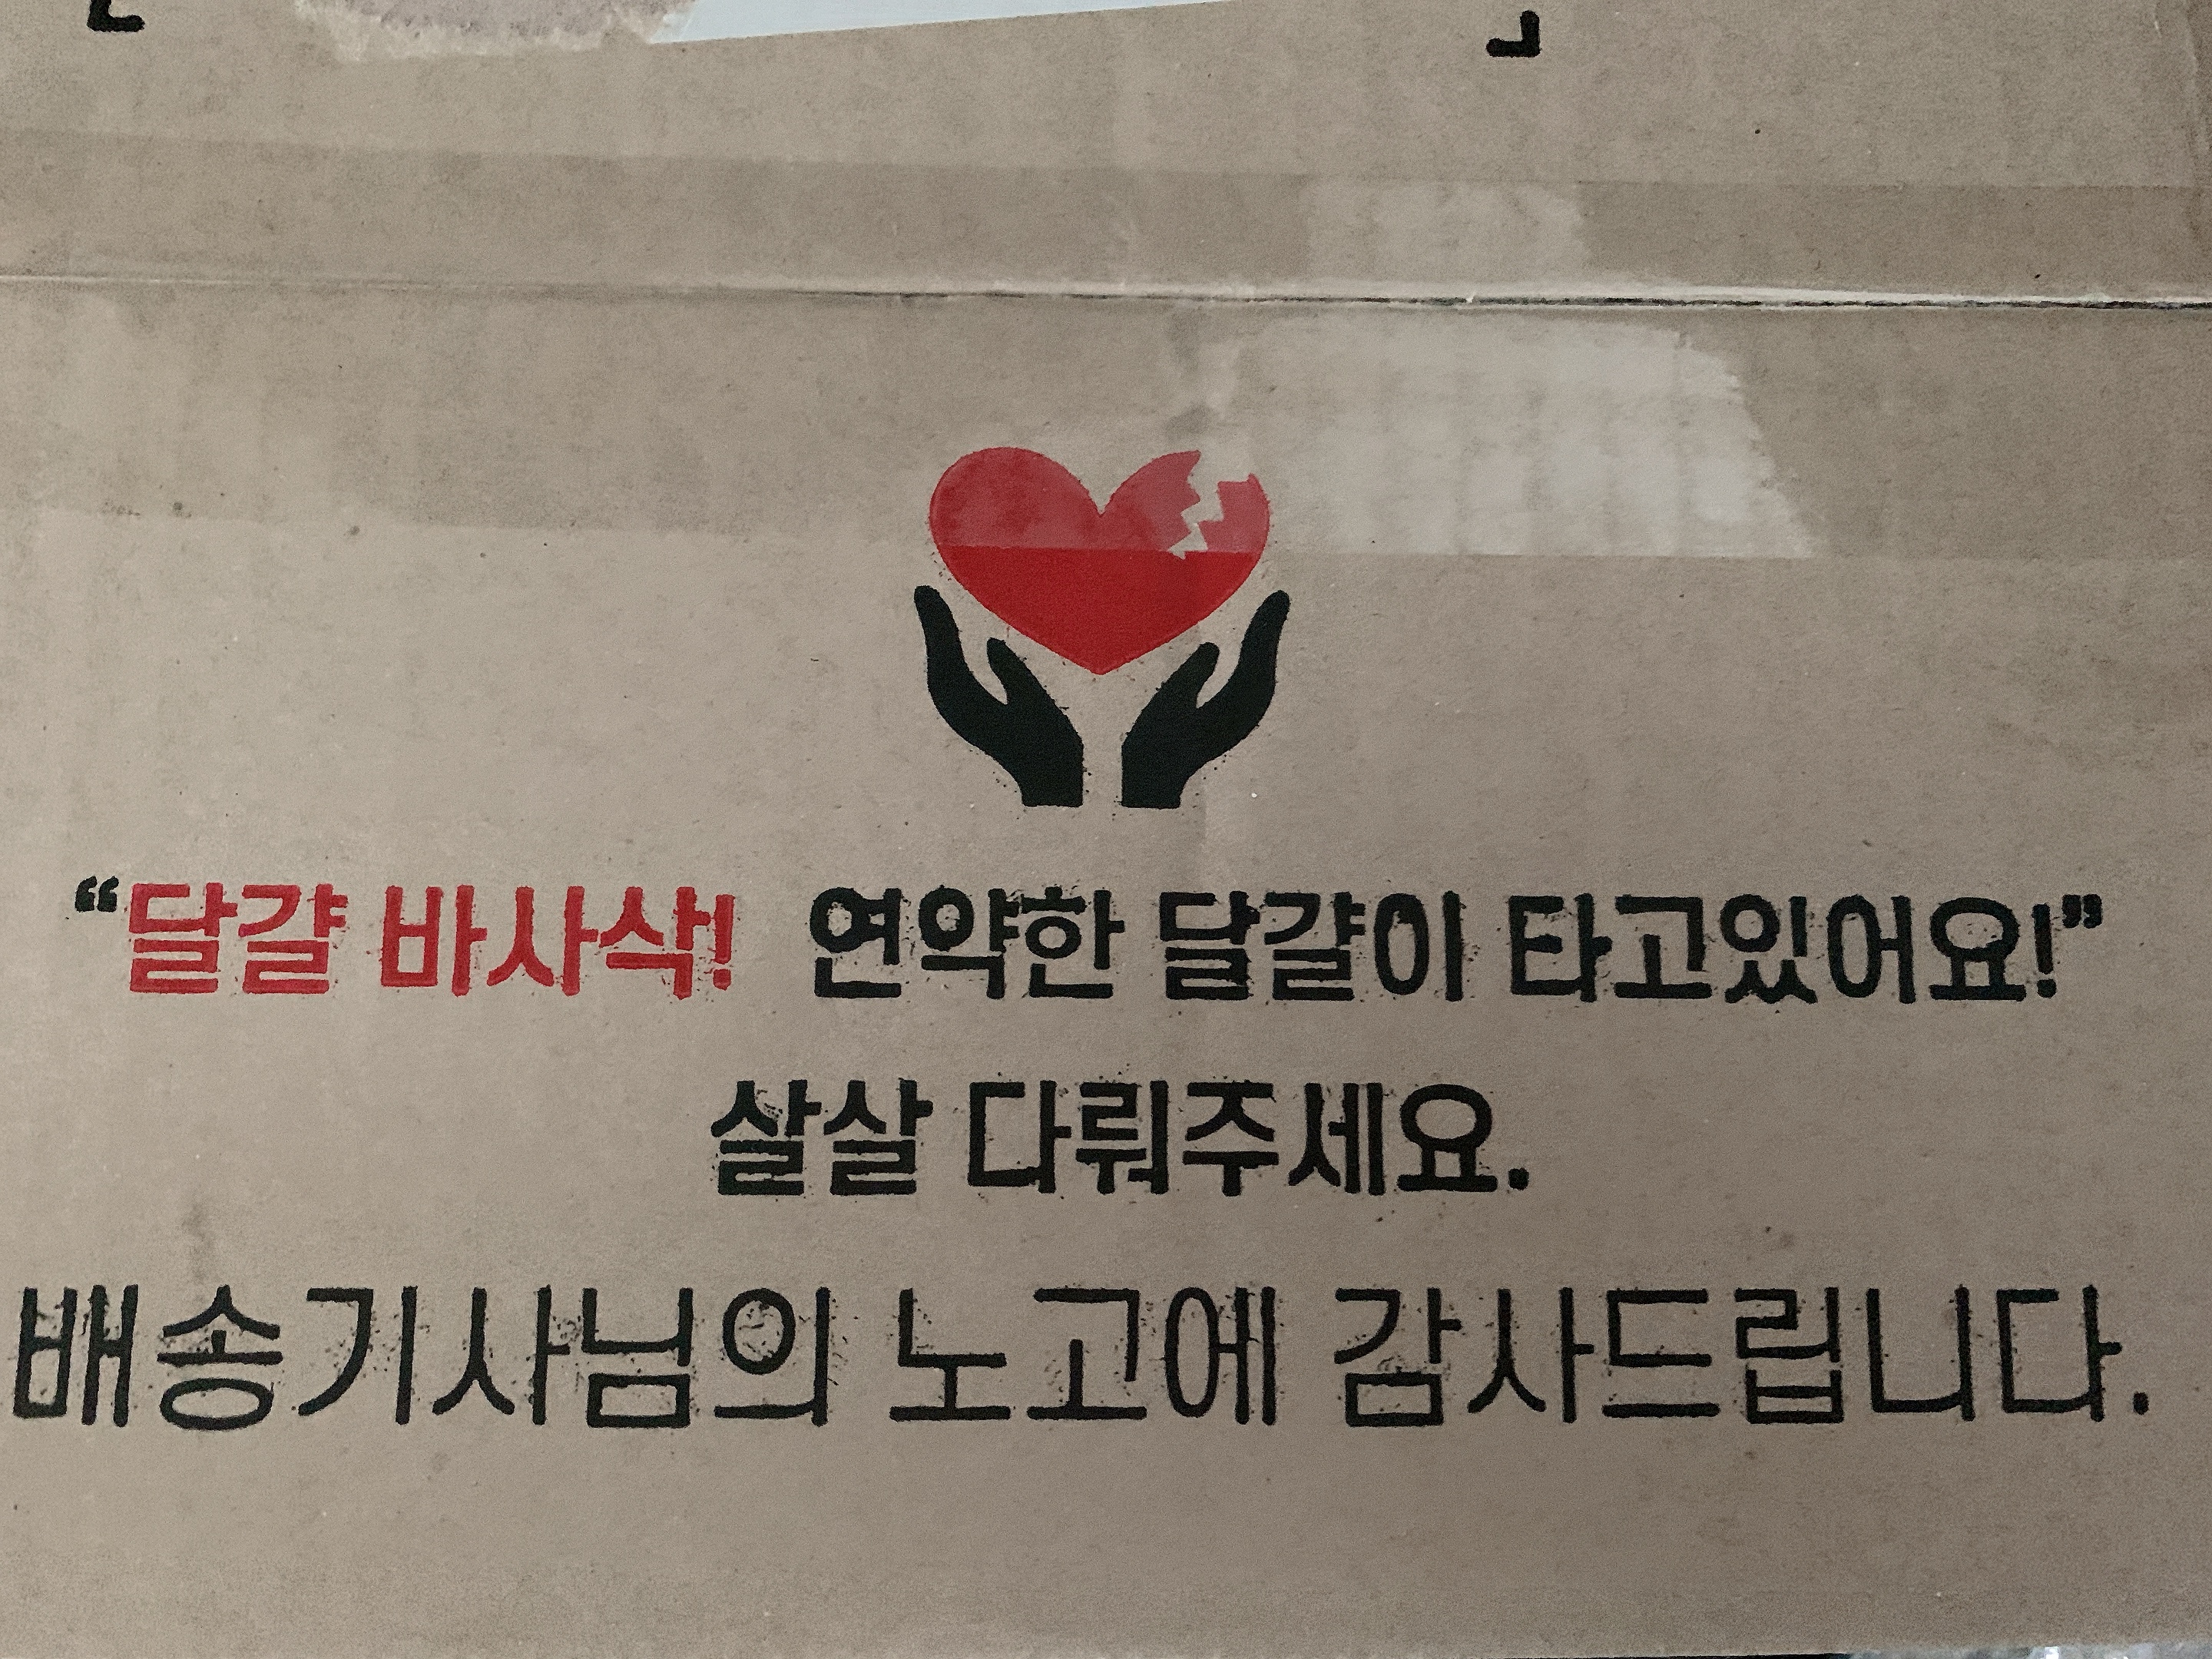 “달걀 바사삭! 연약한 달걀이 타고있어요!”
살살 다뤄주세요.
배송기사님의 노고에 감사드립니다.